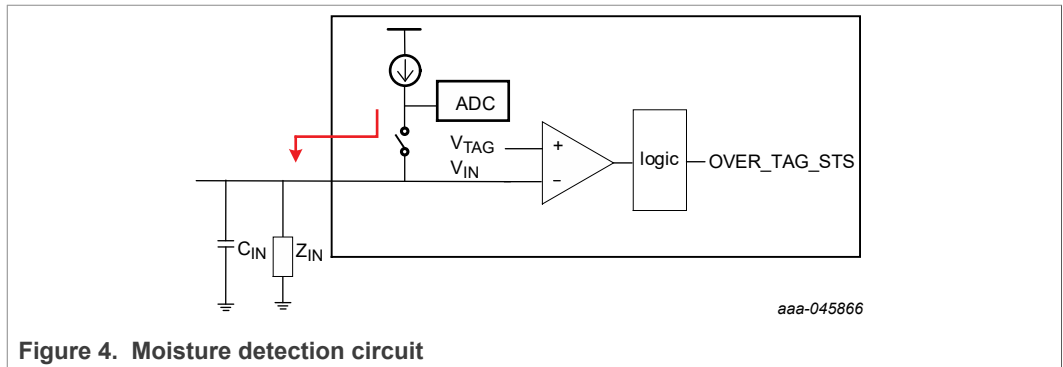 ADC
V_TAG
V_IN
+
−
logic
OVER_TAG_STS
C_IN
Z_IN
aaa-045866
Figure 4. Moisture detection circuit